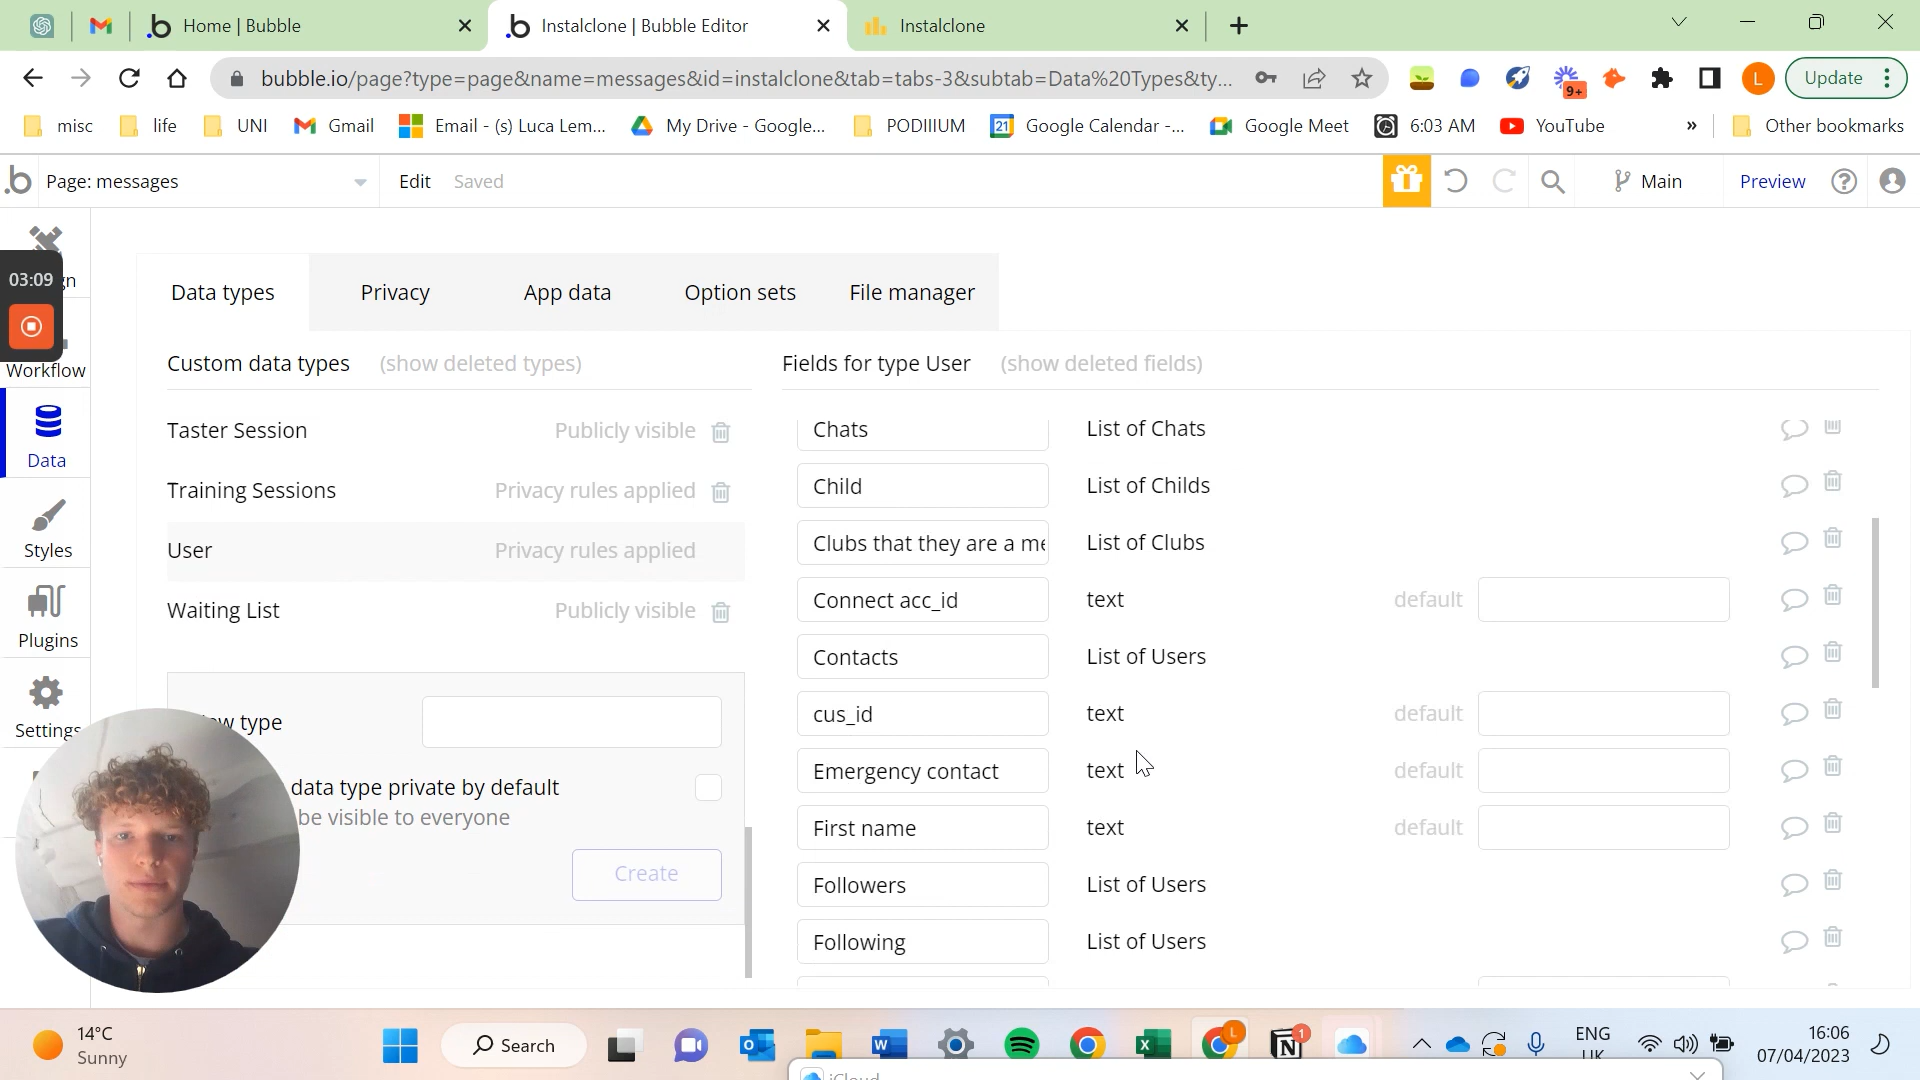 Home | Bubble
Instalclone | Bubble Editor
Instalclone
bubble.io/page?type=page&name=messages&id=instalclone&tab=tabs-3&subtab=Data%20Types&ty...
9+
L
Update
misc
life
UNI
Gmail
Email - (s) Luca Lem...
My Drive - Google...
PODIIIUM
21
Google Calendar -...
Google Meet
6:03 AM
YouTube
»
Other bookmarks
Page: messages
Edit
Saved
Main
Preview
03:09
Workflow
Data
Styles
Plugins
Settings
Data types
Privacy
App data
Option sets
File manager
Custom data types
(show deleted types)
Taster Session
Publicly visible
Training Sessions
Privacy rules applied
User
Privacy rules applied
Waiting List
Publicly visible
type
data type private by default
be visible to everyone
Create
Fields for type User
(show deleted fields)
Chats
List of Chats
Child
List of Childs
Clubs that they are a me
List of Clubs
Connect acc_id
text
default
Contacts
List of Users
cus_id
text
default
Emergency contact
text
default
First name
text
default
Followers
List of Users
Following
List of Users
14°C
Sunny
Search
L
1
ENG
UK
16:06
07/04/2023
iCloud